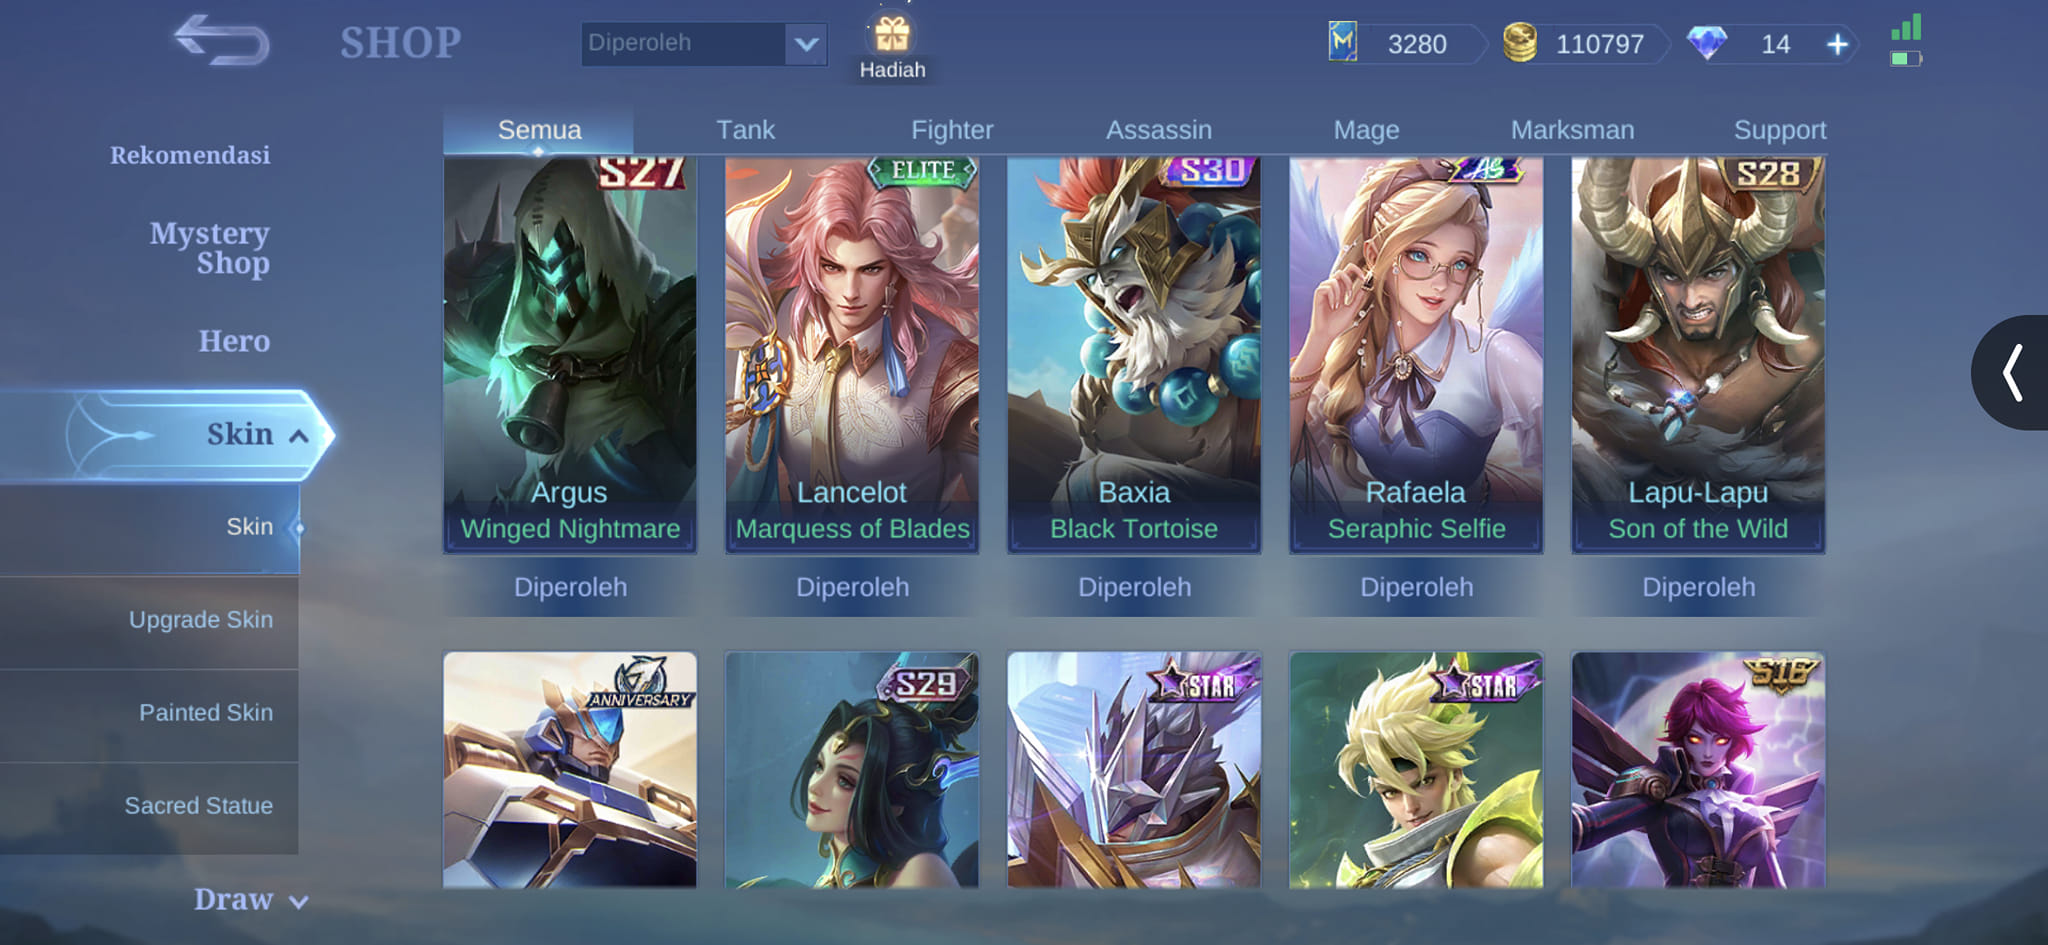 SHOP
Diperoleh
Hadiah
3280
110797
14
Rekomendasi
Mystery
Shop
Hero
Skin
Skin
Upgrade Skin
Painted Skin
Sacred Statue
Draw
Semua
Tank
Fighter
Assassin
Mage
Marksman
Support
S27
ELITE
S30
AS
S28
Argus
Winged Nightmare
Lancelot
Marquess of Blades
Baxia
Black Tortoise
Rafaela
Seraphic Selfie
Lapu-Lapu
Son of the Wild
Diperoleh
Diperoleh
Diperoleh
Diperoleh
Diperoleh
ANNIVERSARY
S29
STAR
STAR
S16